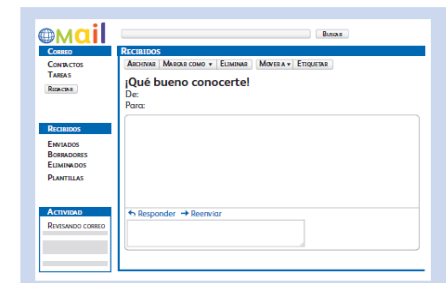 @Mail
BUSCAR
CORREO
CONTACTOS
TAREAS
REDACTAR
RECIBIDOS
ENVIADOS
BORRADORES
ELIMINADOS
PLANTILLAS
ACTIVIDAD
REVISANDO CORREO
RECIBIDOS
ARCHIVAR MARCAR COMO ELIMINAR MOVER A ETIQUETAR
¡Qué bueno conocerte!
De:
Para:
Responder Reenviar